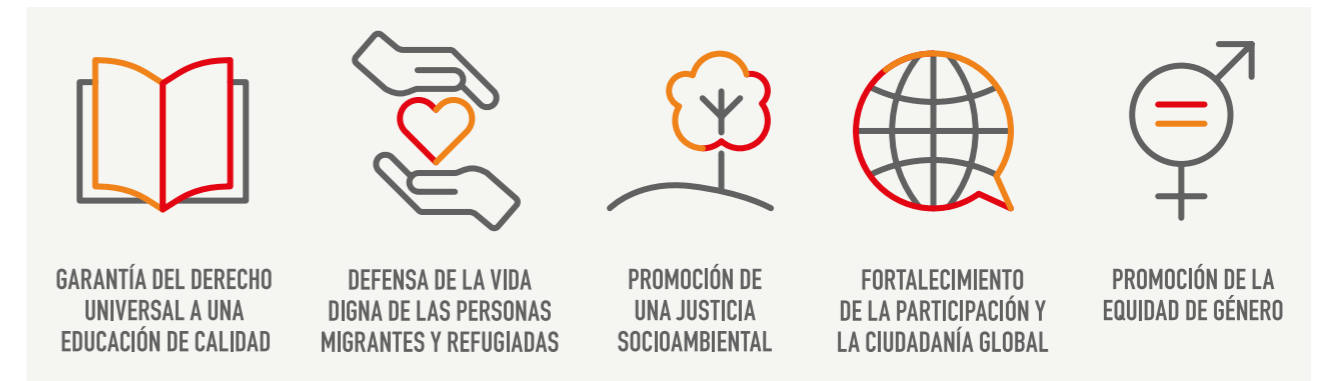 GARANTÍA DEL DERECHO
UNIVERSAL A UNA
EDUCACIÓN DE CALIDAD
DEFENSA DE LA VIDA
DIGNA DE LAS PERSONAS
MIGRANTES Y REFUGIADAS
PROMOCIÓN DE
UNA JUSTICIA
SOCIOAMBIENTAL
FORTALECIMIENTO
DE LA PARTICIPACIÓN Y
LA CIUDADANÍA GLOBAL
PROMOCIÓN DE LA
EQUIDAD DE GÉNERO